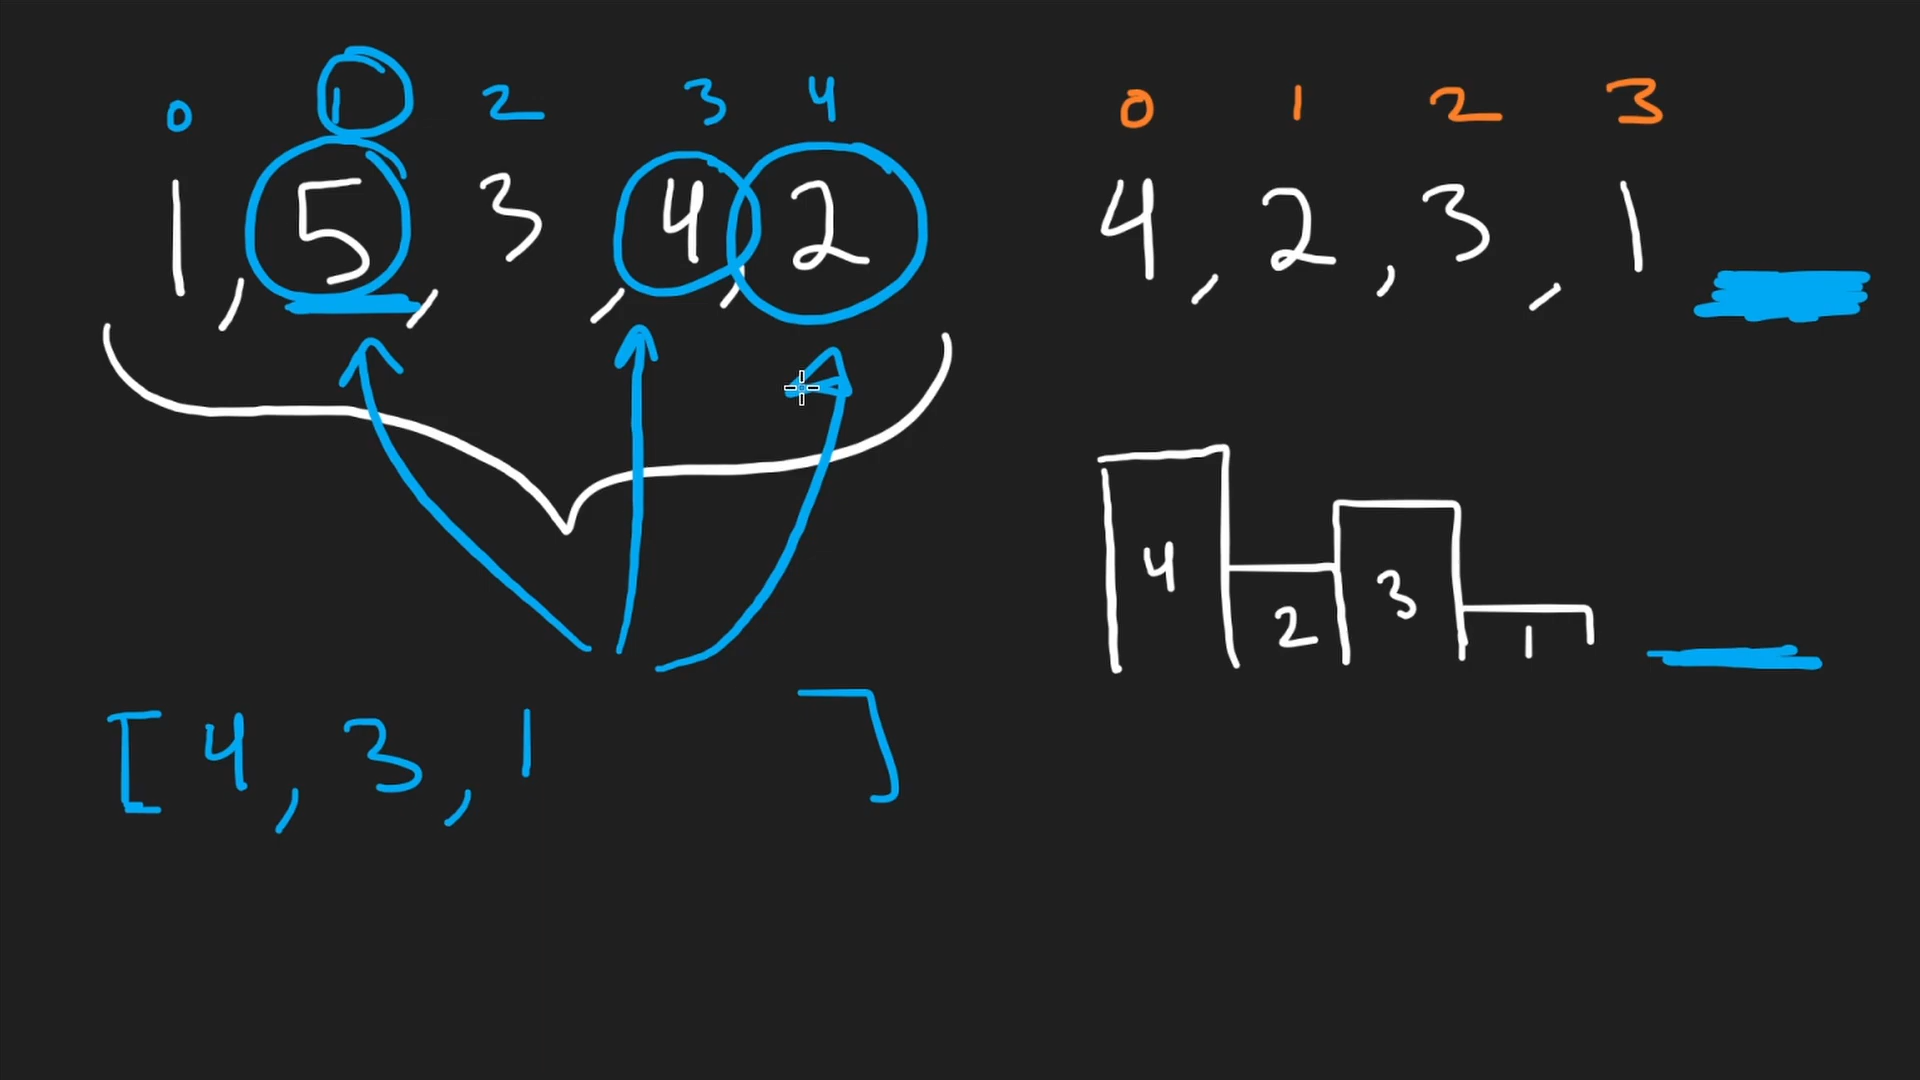 0 1 2 3 4
1, 5, 3, 4, 2
0 1 2 3
4, 2, 3, 1
4 2 3 1
[4, 3, 1 ]